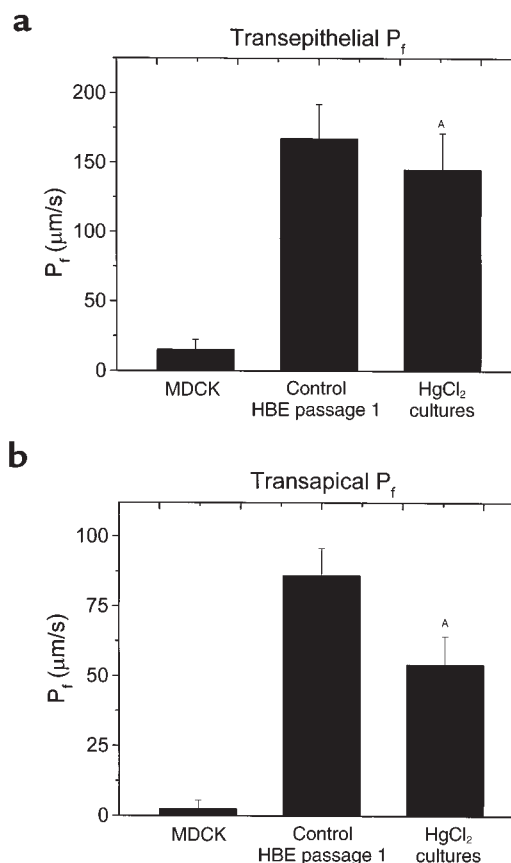 a
Transepithelial Pf
200
150
100
50
0
Pf (μm/s)
A
MDCK
Control
HBE passage 1
HgCl2
cultures
b
Transapical Pf
100
75
50
25
0
Pf (μm/s)
A
MDCK
Control
HBE passage 1
HgCl2
cultures